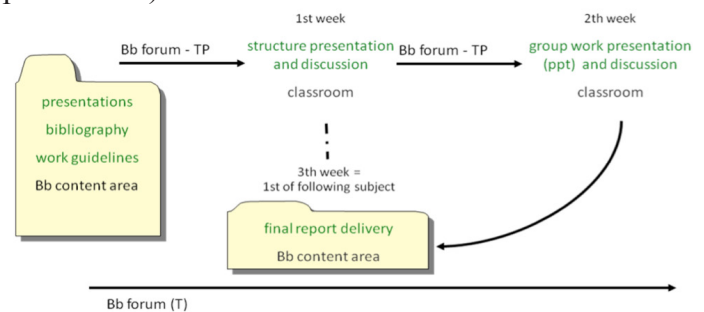 1st week
2th week
Bb forum - TP
structure presentation
and discussion
Bb forum - TP
group work presentation
(ppt) and discussion
classroom
classroom
presentations
bibliography
work guidelines
Bb content area
3th week =
1st of following subject
final report delivery
Bb content area
Bb forum (T)